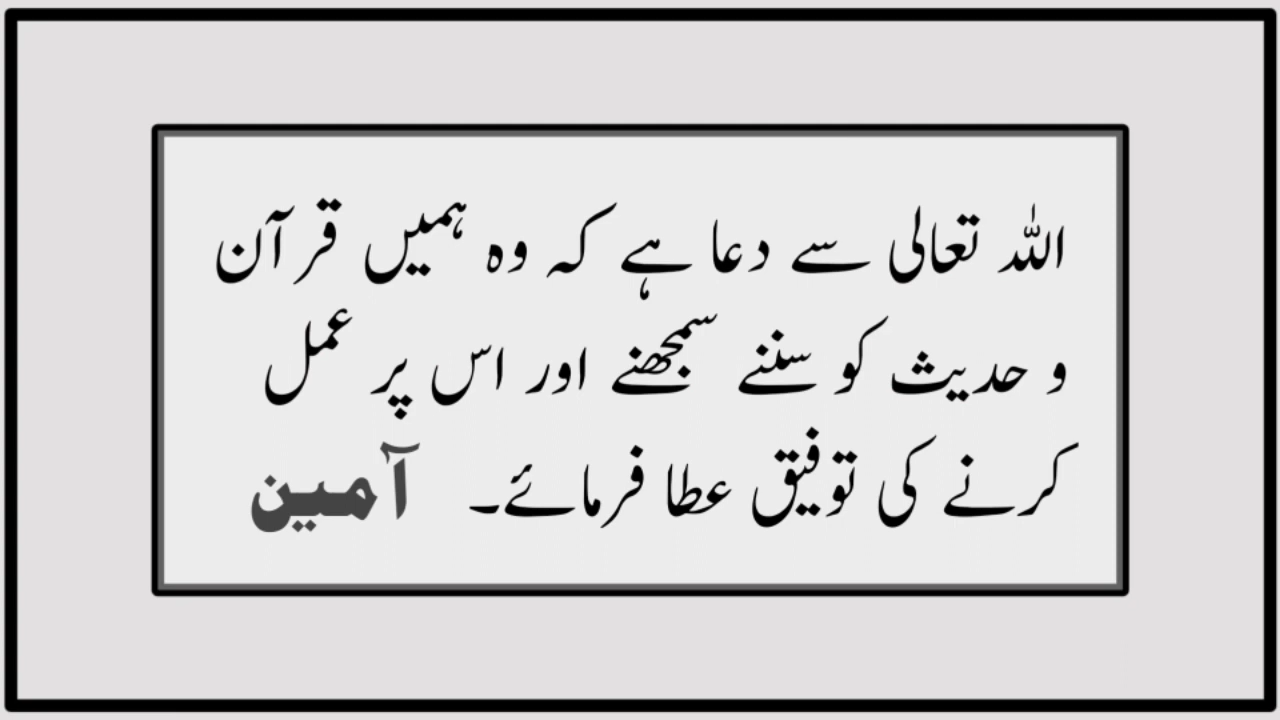 اللہ تعالی سے دعا ہے کہ وہ ہمیں قرآن
و حدیث کو سننے سمجھنے اور اس پر عمل
کرنے کی توفیق عطا فرمائے۔ آمین